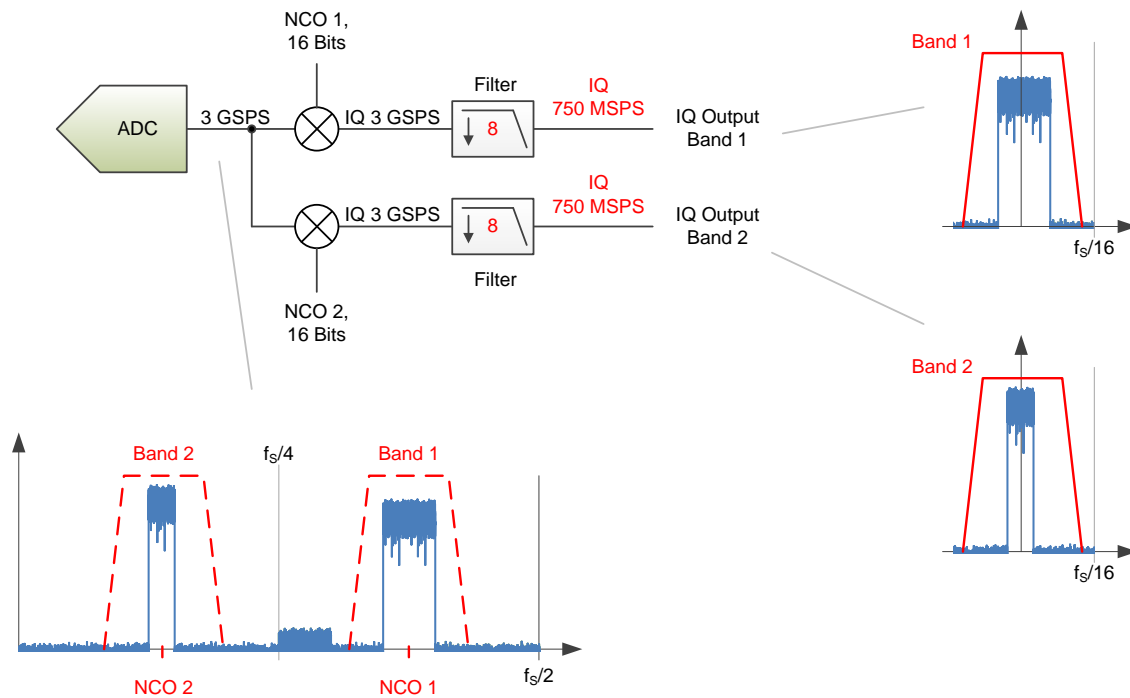 NCO 1,
16 Bits
ADC
3 GSPS
IQ 3 GSPS
Filter
8
IQ
750 MSPS
IQ Output
Band 1
IQ 3 GSPS
8
Filter
IQ
750 MSPS
IQ Output
Band 2
NCO 2,
16 Bits
Band 1
fS/16
Band 2
fS/16
Band 2
fS/4
Band 1
fS/2
NCO 2
NCO 1